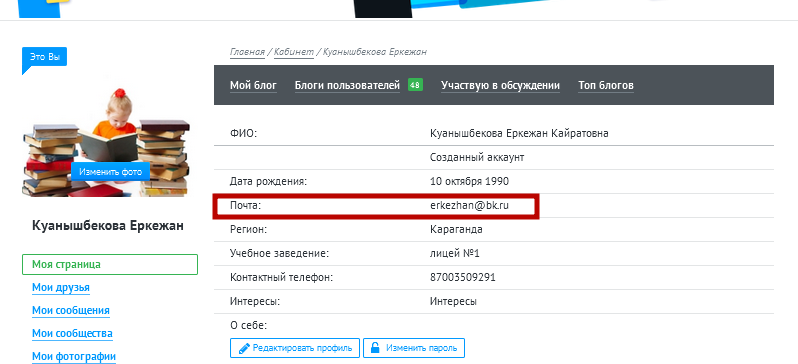 Это Вы
Главная / Кабинет / Куанышбекова Еркежан
Мой блог Блоги пользователей 48 Участвую в обсуждении Топ блогов
ФИО: Куанышбекова Еркежан Кайратовна
Созданный аккаунт
Изменить фото
Дата рождения: 10 октября 1990
Почта: erkezhan@bk.ru
Куанышбекова Еркежан
Регион: Караганда
Учебное заведение: лицей №1
Моя страница
Контактный телефон: 87003509291
Мои друзья
Интересы: Интересы
Мои сообщения
О себе:
Мои сообщества
Редактировать профиль Изменить пароль
Мои фотографии